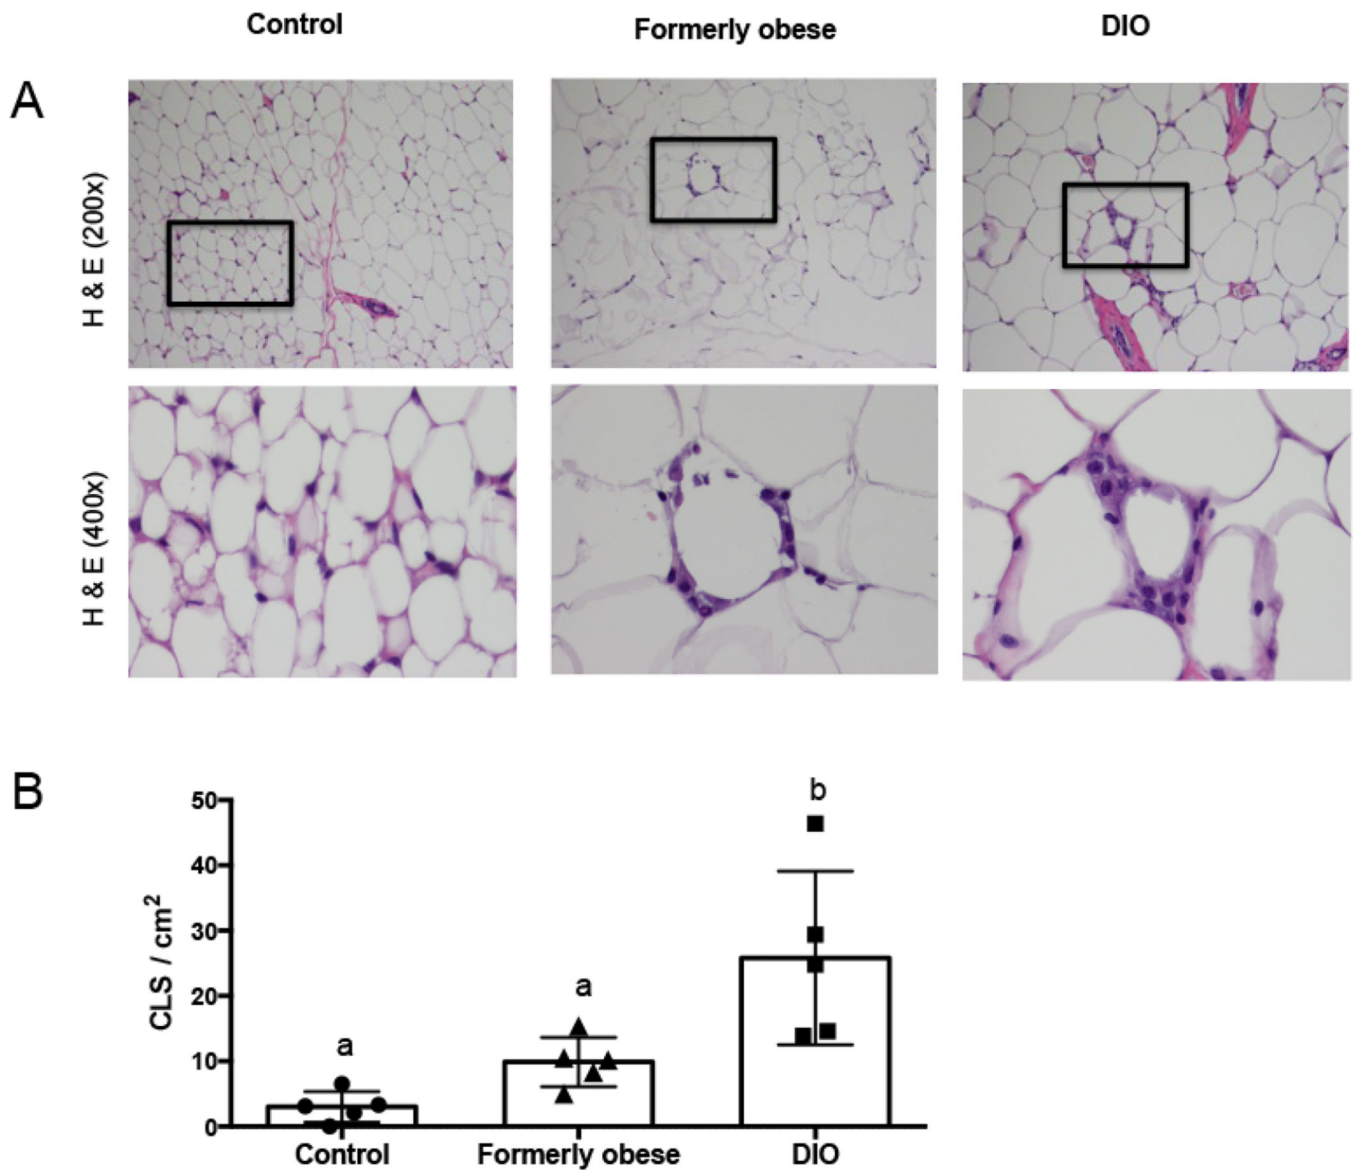 Control
Formerly obese
DIO
A
H & E (200x)
H & E (400x)
B
CLS / cm²
50
40
30
20
10
0
a
a
b
Control
Formerly obese
DIO